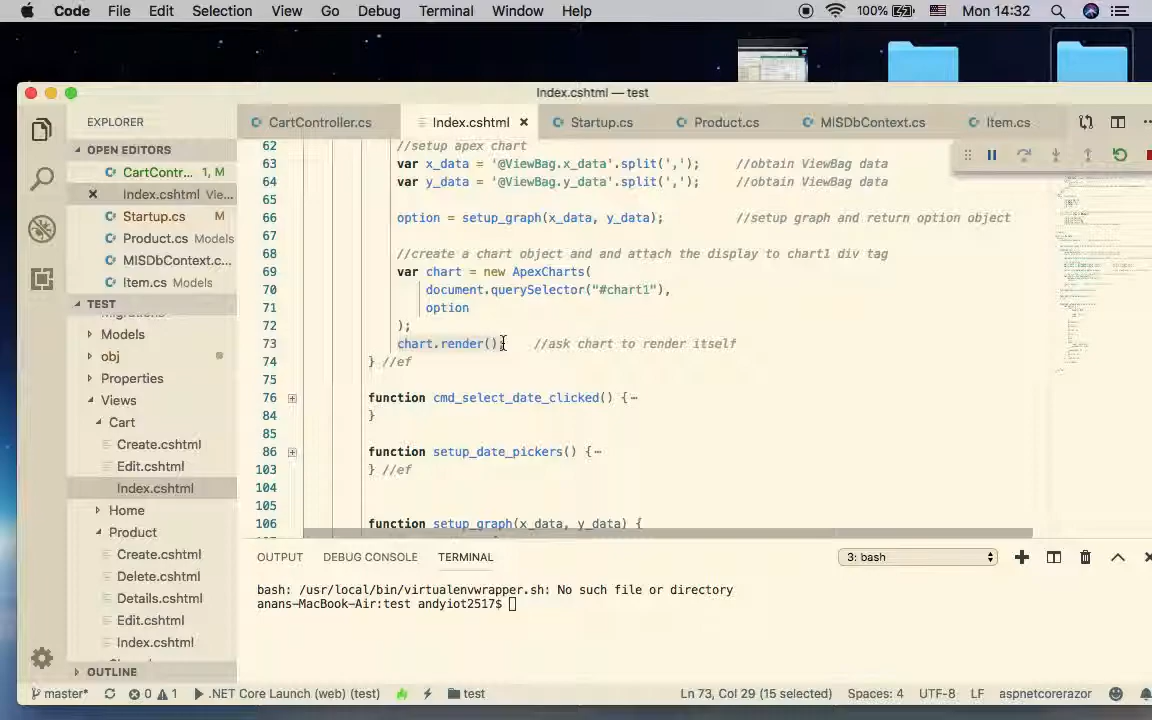 Code File Edit Selection View Go Debug Terminal Window Help 100% Mon 14:32
Index.cshtml — test
EXPLORER
OPEN EDITORS
CartContr... 1, M
Index.cshtml Vie...
Startup.cs M
Product.cs Models
MISDbContext.c...
Item.cs Models
TEST
Models
obj
Properties
Views
Cart
Create.cshtml
Edit.cshtml
Index.cshtml
Home
Product
Create.cshtml
Delete.cshtml
Details.cshtml
Edit.cshtml
Index.cshtml
OUTLINE
CartController.cs Index.cshtml Startup.cs Product.cs MISDbContext.cs Item.cs
62 //setup apex chart
63 var x_data = '@ViewBag.x_data'.split(','); //obtain ViewBag data
64 var y_data = '@ViewBag.y_data'.split(','); //obtain ViewBag data
65
66 option = setup_graph(x_data, y_data); //setup graph and return option object
67
68 //create a chart object and and attach the display to chart1 div tag
69 var chart = new ApexCharts(
70 document.querySelector("#chart1"),
71 option
72 );
73 chart.render(); //ask chart to render itself
74 } //ef
75
76 function cmd_select_date_clicked() {
84 }
85
86 function setup_date_pickers() {
103 } //ef
104
105
106 function setup_graph(x_data, y_data) {
OUTPUT DEBUG CONSOLE TERMINAL 3: bash
bash: /usr/local/bin/virtualenvwrapper.sh: No such file or directory
anans-MacBook-Air:test andyiot2517$
master* 0 1 .NET Core Launch (web) (test) test Ln 73, Col 29 (15 selected) Spaces: 4 UTF-8 LF aspnetcorerazor